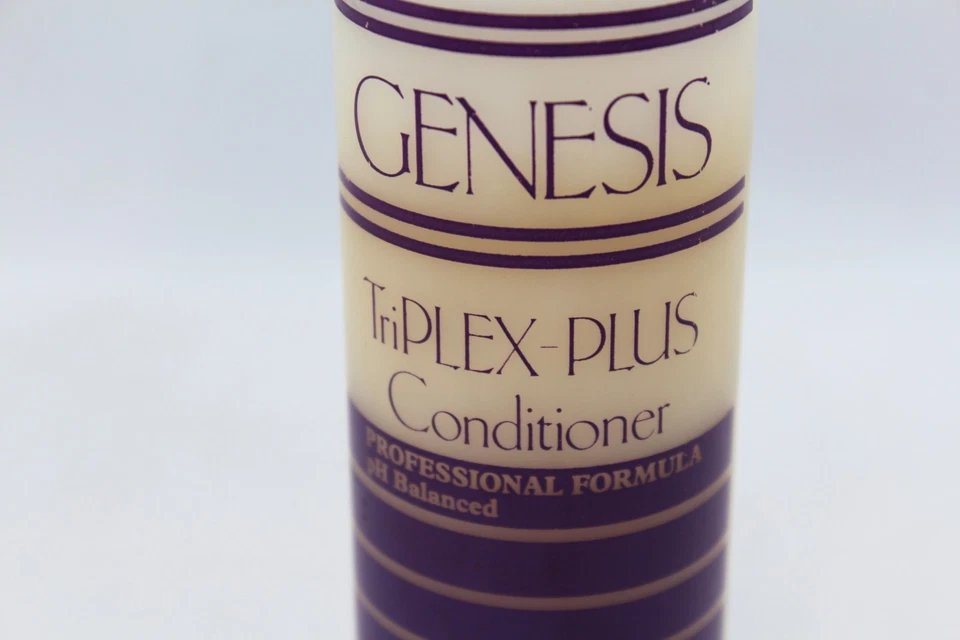 GENESIS
TriPLEX-PLUS
Conditioner
PROFESSIONAL FORMULA
pH Balanced